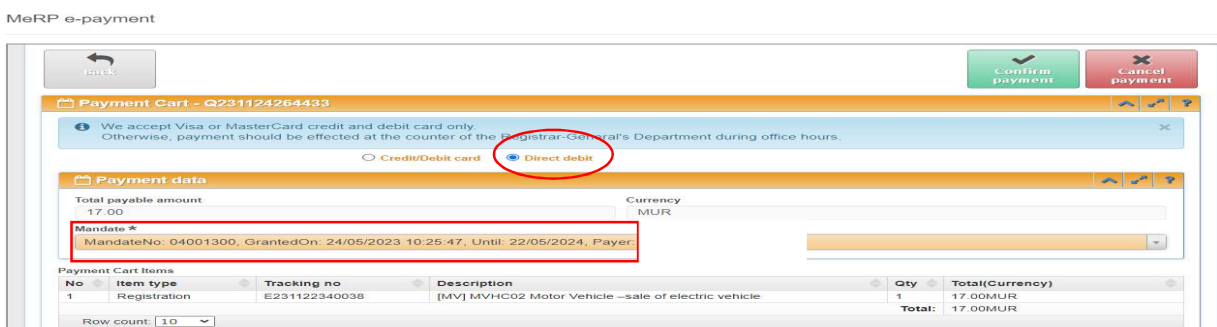 MeRP e-payment
Back
Confirm payment
Cancel payment
Payment Cart - Q231124264433
We accept Visa or MasterCard credit and debit card only.
Otherwise, payment should be effected at the counter of the Registrar-General's Department during office hours.
Credit/Debit card Direct debit
Payment data
Total payable amount Currency
17.00 MUR
Mandate *
MandateNo: 04001300, GrantedOn: 24/05/2023 10:25:47, Until: 22/05/2024, Payer:
Payment Cart Items
No Item type Tracking no Description Qty Total(Currency)
1 Registration E231122340038 [MV] MVHC02 Motor Vehicle –sale of electric vehicle 1 17.00MUR
Total: 17.00MUR
Row count: 10